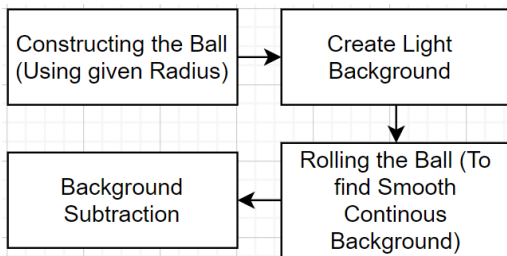 Constructing the Ball
(Using given Radius)
Create Light
Background
Rolling the Ball (To
find Smooth
Continous
Background)
Background
Subtraction